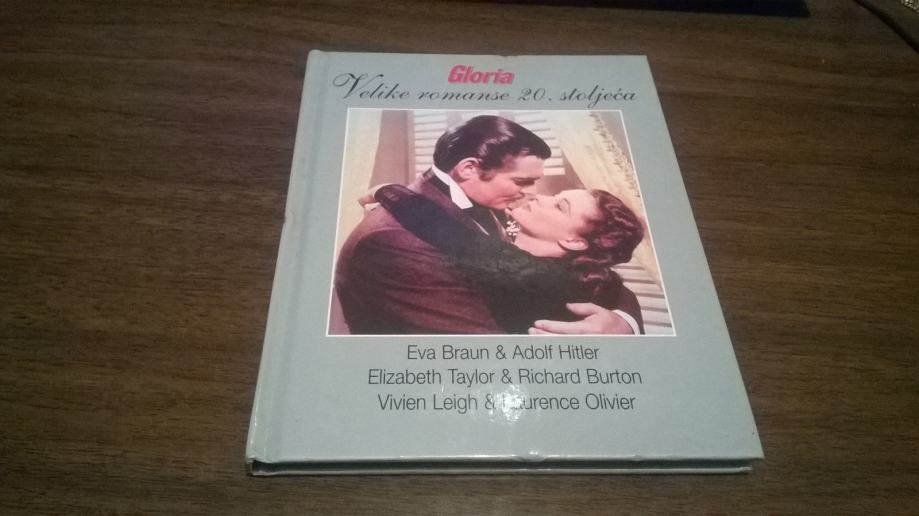 Gloria
Velike romanse 20. stoljeća
Eva Braun & Adolf Hitler
Elizabeth Taylor & Richard Burton
Vivien Leigh & Laurence Olivier